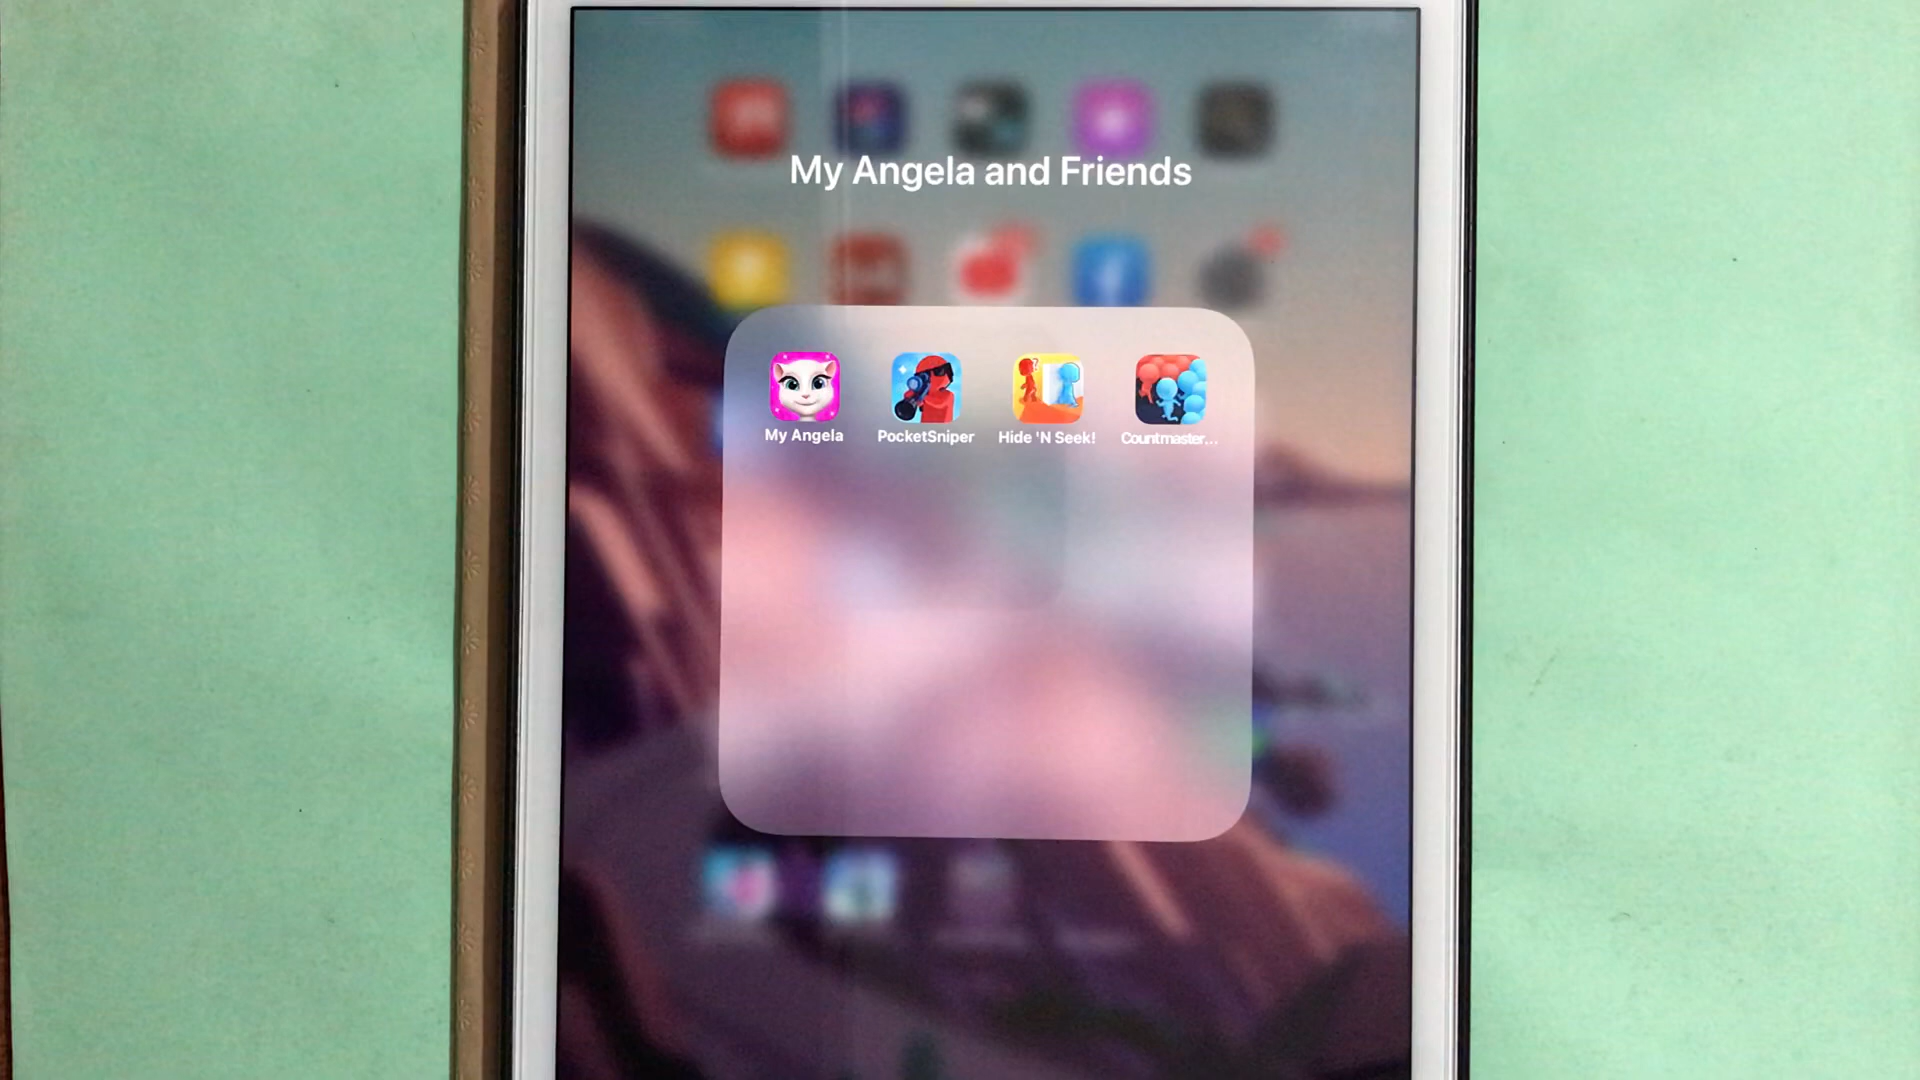 My Angela and Friends
My Angela
PocketSniper
Hide 'N Seek!
Countmaster...